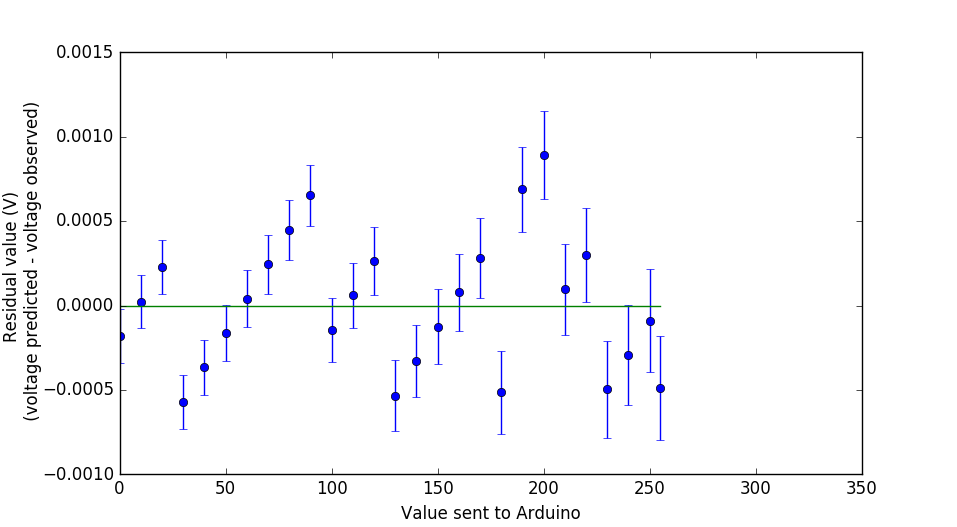 0.0015
0.0010
0.0005
0.0000
−0.0005
−0.0010
Residual value (V)
(voltage predicted - voltage observed)
0 50 100 150 200 250 300 350
Value sent to Arduino